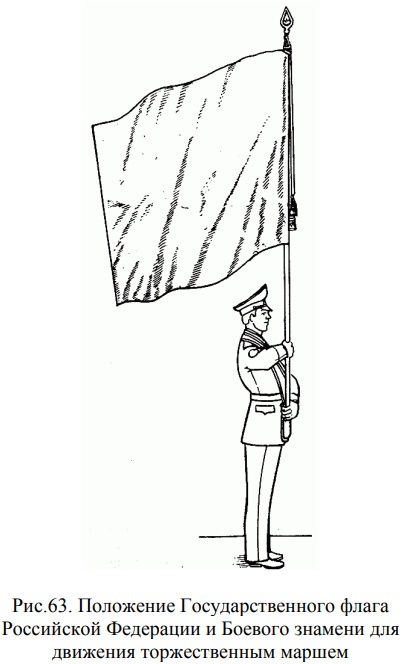 Рис.63. Положение Государственного флага
Российской Федерации и Боевого знамени для
движения торжественным маршем